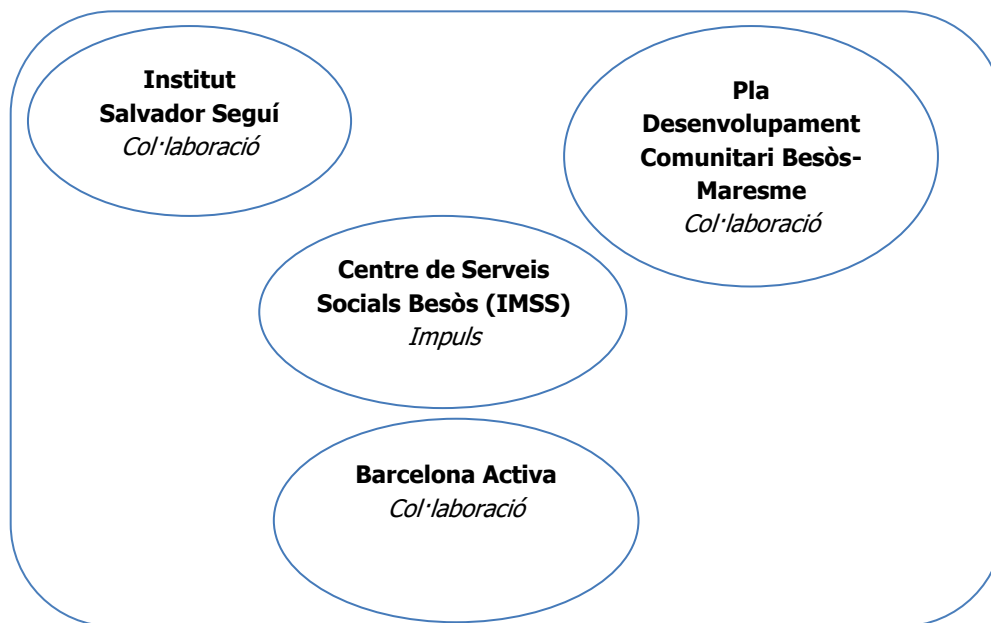 Institut
Salvador Seguí
Col·laboració
Pla
Desenvolupament
Comunitari Besòs-
Maresme
Col·laboració
Centre de Serveis
Socials Besòs (IMSS)
Impuls
Barcelona Activa
Col·laboració